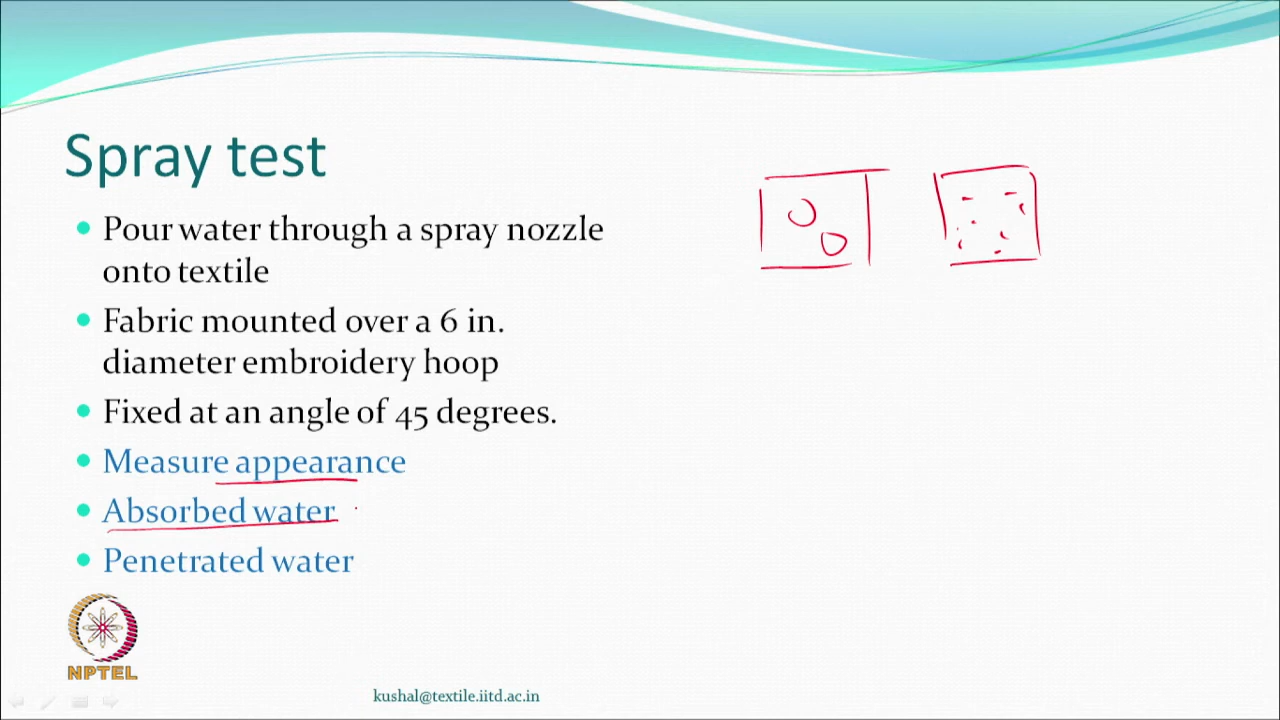 Spray test
• Pour water through a spray nozzle
onto textile
• Fabric mounted over a 6 in.
diameter embroidery hoop
• Fixed at an angle of 45 degrees.
• Measure appearance
• Absorbed water
• Penetrated water
NPTEL
kushal@textile.iitd.ac.in